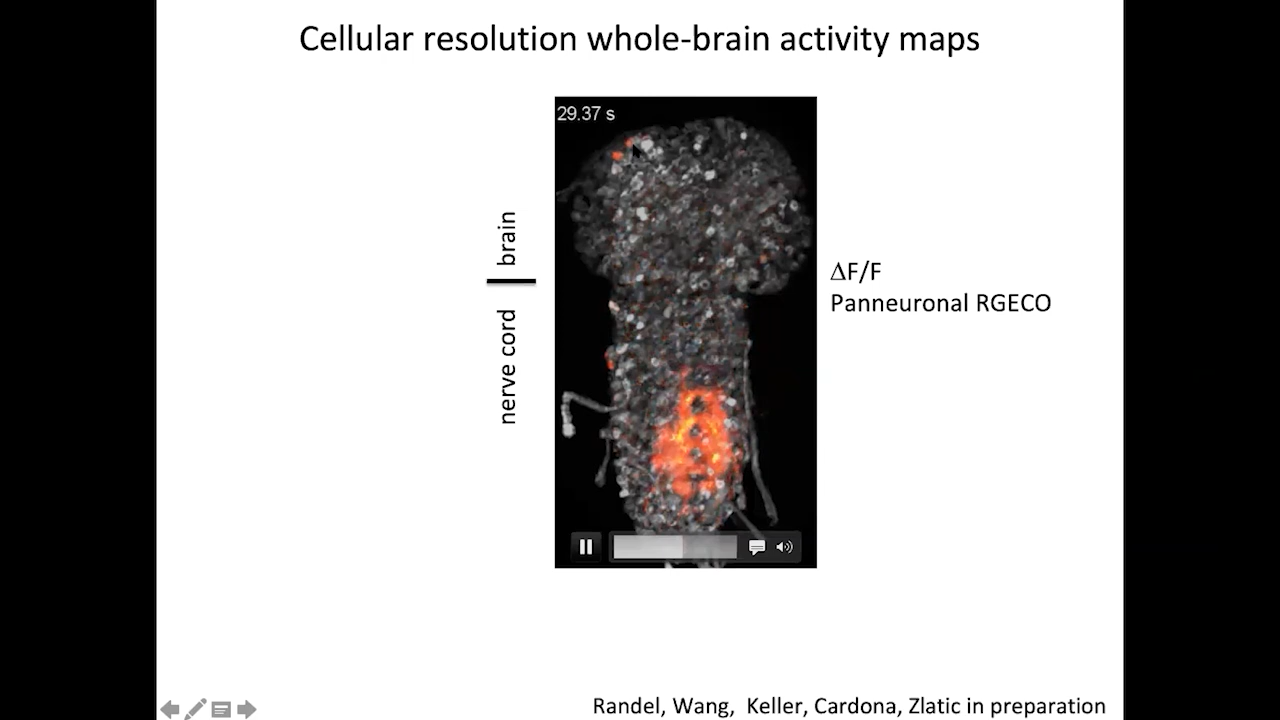 Cellular resolution whole-brain activity maps
29.37 s
brain
nerve cord
ΔF/F
Panneuronal RGECO
Randel, Wang, Keller, Cardona, Zlatic in preparation